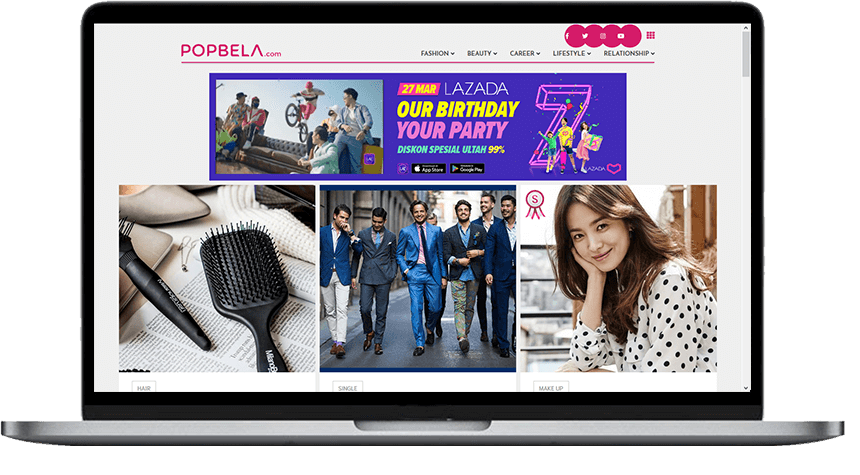 POPBELA.com
FASHION BEAUTY CAREER LIFESTYLE RELATIONSHIP
27 MAR LAZADA
OUR BIRTHDAY
YOUR PARTY
DISKON SPESIAL ULTAH 99%
App Store Google Play
LAZADA
7
S
HAIR SINGLE MAKE UP